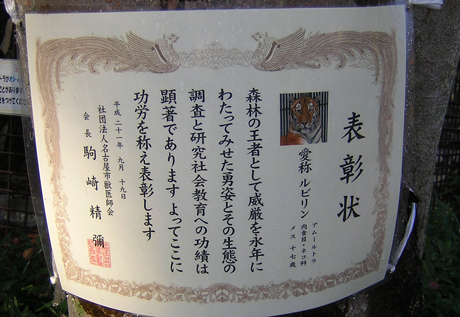 表彰状
アムールトラ
肉食目・ネコ科
メス 十七歳
愛称 ルビリン
森林の王者として威厳を永年に
わたってみせた勇姿とその生態の
調査と研究社会教育への功績は
顕著であります よってここに
功労を称え表彰します
平成二十一年 九月 十九日
社団法人名古屋市獣医師会
会長 駒﨑精彌